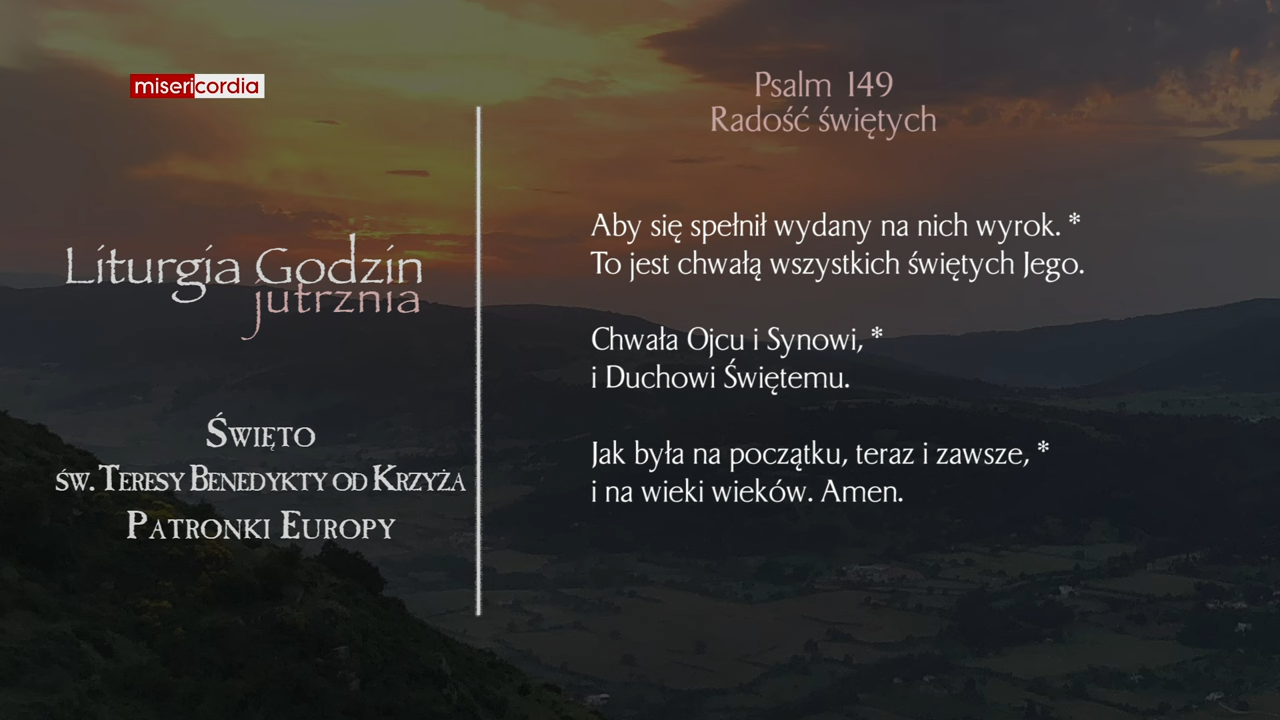 misericordia
Liturgia Godzin
jutrznia
Święto
św. Teresy Benedykty od Krzyża
Patronki Europy
Psalm 149
Radość świętych
Aby się spełnił wydany na nich wyrok. *
To jest chwałą wszystkich świętych Jego.
Chwała Ojcu i Synowi, *
i Duchowi Świętemu.
Jak była na początku, teraz i zawsze, *
i na wieki wieków. Amen.